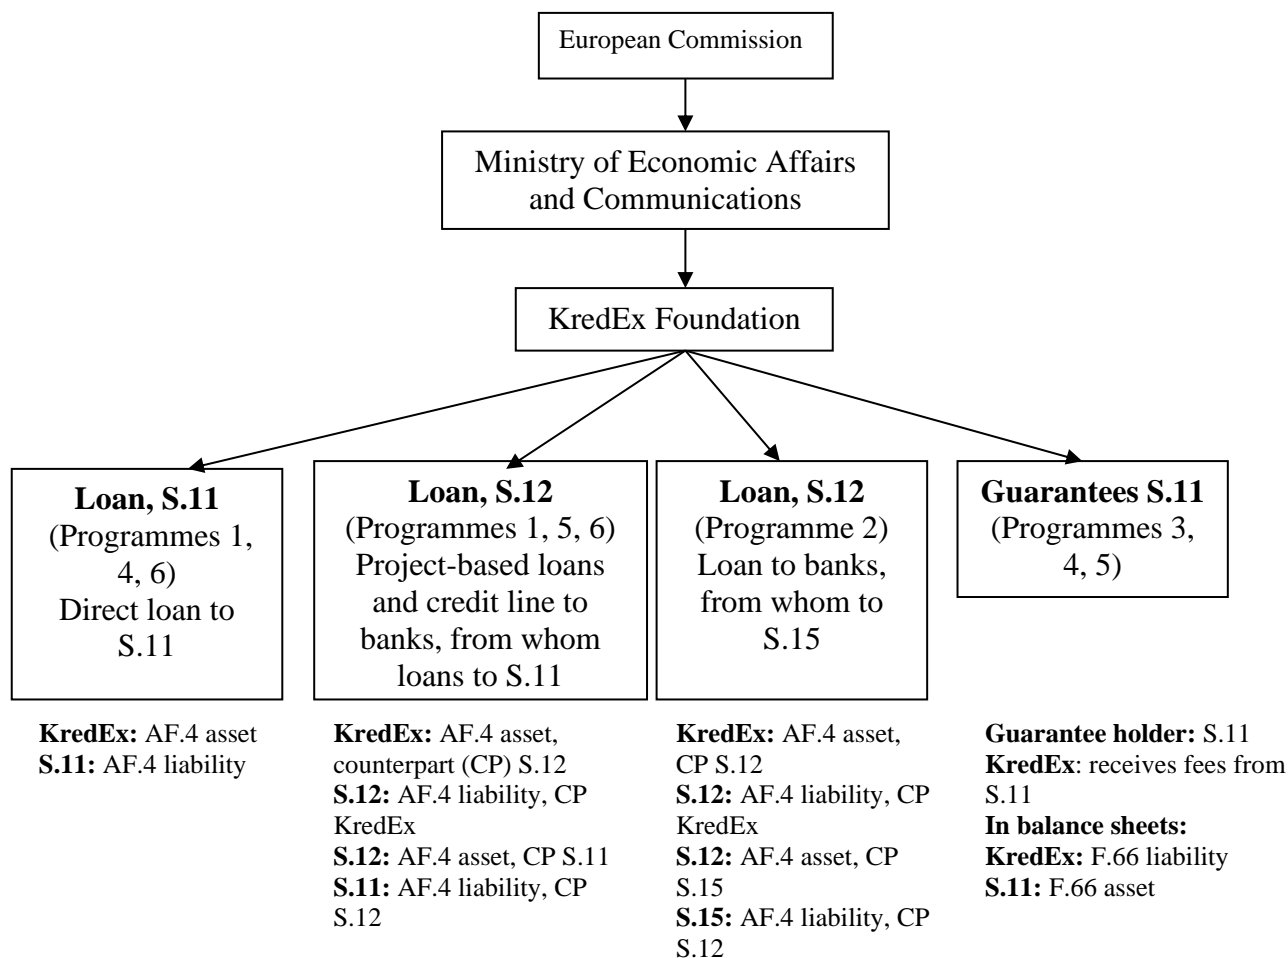 European Commission
Ministry of Economic Affairs
and Communications
KredEx Foundation
Loan, S.11
(Programmes 1,
4, 6)
Direct loan to
S.11
Loan, S.12
(Programmes 1, 5, 6)
Project-based loans
and credit line to
banks, from whom
loans to S.11
Loan, S.12
(Programme 2)
Loan to banks,
from whom to
S.15
Guarantees S.11
(Programmes 3,
4, 5)
KredEx: AF.4 asset
S.11: AF.4 liability
KredEx: AF.4 asset,
counterpart (CP) S.12
S.12: AF.4 liability, CP
KredEx
S.12: AF.4 asset, CP S.11
S.11: AF.4 liability, CP
S.12
KredEx: AF.4 asset,
CP S.12
S.12: AF.4 liability, CP
KredEx
S.12: AF.4 asset, CP
S.15
S.15: AF.4 liability, CP
S.12
Guarantee holder: S.11
KredEx: receives fees from
S.11
In balance sheets:
KredEx: F.66 liability
S.11: F.66 asset